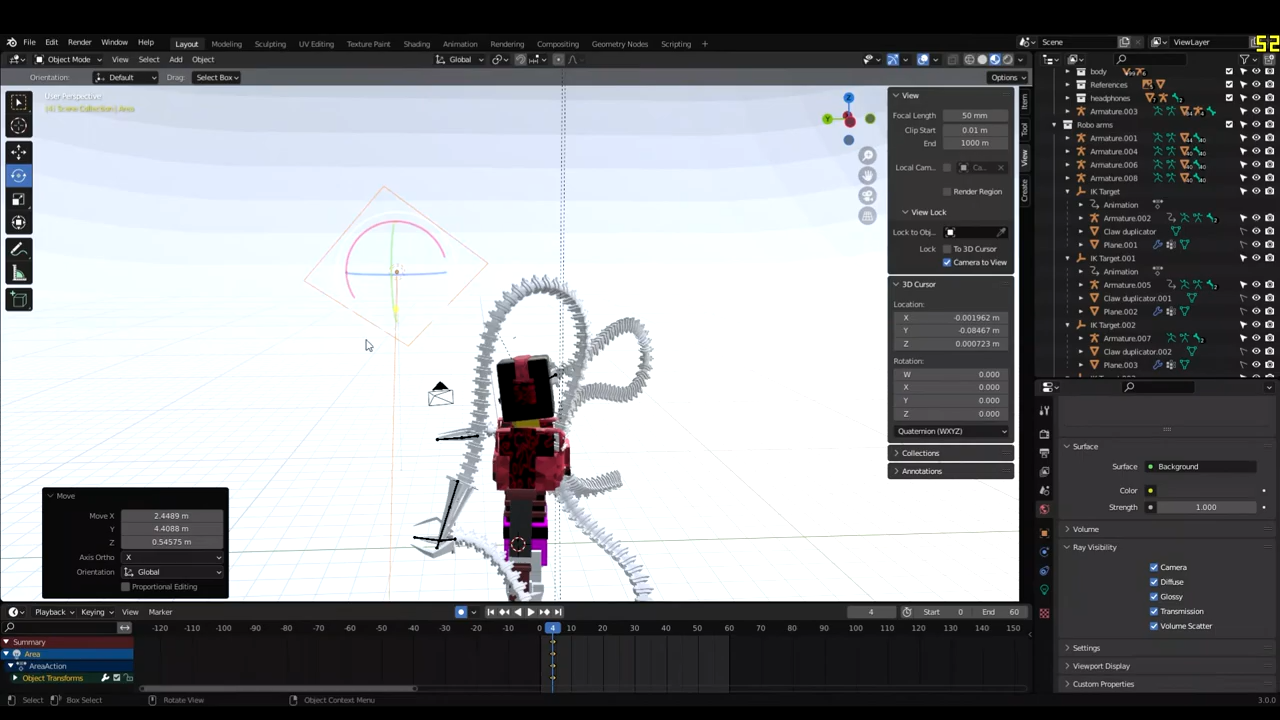 File Edit Render Window Help Layout Modeling Sculpting UV Editing Texture Paint Shading Animation Rendering Compositing Geometry Nodes Scripting + Scene ViewLayer
52
Object Mode View Select Add Object Global
Orientation: Default Drag: Select Box Options
User Perspective
(4) Scene Collection | Area
Z
Y
View
Focal Length 50 mm
Clip Start 0.01 m
End 1000 m
Local Cam... Ca...
Render Region
View Lock
Lock to Obj...
Lock To 3D Cursor
Camera to View
3D Cursor
Location:
X -0.001962 m
Y -0.08467 m
Z 0.000723 m
Rotation:
W 0.000
X 0.000
Y 0.000
Z 0.000
Quaternion (WXYZ)
Collections
Annotations
Item
Tool
View
Create
body
References
headphones
Armature.003
Robo arms
Armature.001
Armature.004
Armature.006
Armature.008
IK Target
Animation
Armature.002
Claw duplicator
Plane.001
IK Target.001
Animation
Armature.005
Claw duplicator.001
Plane.002
IK Target.002
Armature.007
Claw duplicator.002
Plane.003
Surface
Surface Background
Color
Strength 1.000
Volume
Ray Visibility
Camera
Diffuse
Glossy
Transmission
Volume Scatter
Settings
Viewport Display
Custom Properties
Move
Move X 2.4489 m
Y 4.4088 m
Z 0.54575 m
Axis Ortho X
Orientation Global
Proportional Editing
Playback Keying View Marker 4 Start 0 End 60
-120 -110 -100 -90 -80 -70 -60 -50 -40 -30 -20 -10 0 4 10 20 30 40 50 60 70 80 90 100 110 120 130 140 150
Summary
Area
AreaAction
Object Transforms
Select Box Select Rotate View Object Context Menu 3.0.0